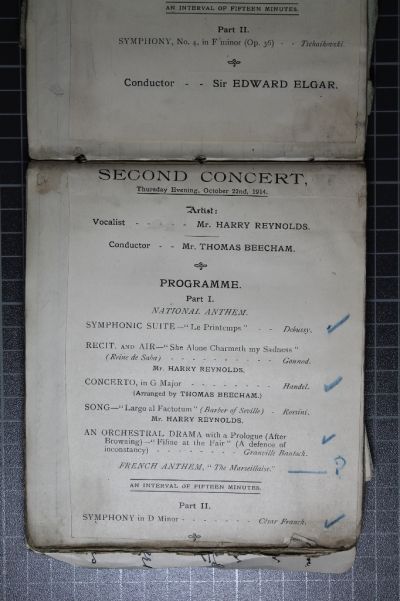 AN INTERVAL OF FIFTEEN MINUTES.
Part II.
SYMPHONY, No. 4, in F minor (Op. 36) - - Tschaikovski.
Conductor - - Sir EDWARD ELGAR.
SECOND CONCERT,
Thursday Evening, October 22nd, 1914.
Artist:
Vocalist - - - - - Mr. HARRY REYNOLDS.
Conductor - - Mr. THOMAS BEECHAM.
PROGRAMME.
Part I.
NATIONAL ANTHEM.
SYMPHONIC SUITE—"Le Printemps" - - Debussy.
RECIT. AND AIR—"She Alone Charmeth my Sadness"
(Reine de Saba) - - - - - - - - - - Gounod.
Mr. HARRY REYNOLDS.
CONCERTO, in G Major - - - - - - - Handel.
(Arranged by THOMAS BEECHAM.)
SONG—"Largo al Factotum" (Barber of Seville) - Rossini.
Mr. HARRY REYNOLDS.
AN ORCHESTRAL DRAMA with a Prologue (After
Browning)—"Fifine at the Fair" (A defence of
inconstancy) - - - - - - - Granville Bantock.
FRENCH ANTHEM, "The Marseillaise." ?
AN INTERVAL OF FIFTEEN MINUTES.
Part II.
SYMPHONY in D Minor - - - - - - César Franck.